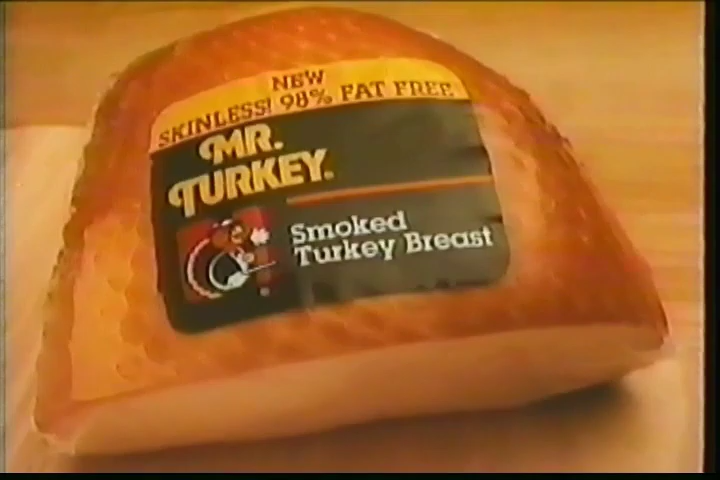 NEW
SKINLESS! 98% FAT FREE
MR.
TURKEY.
Smoked
Turkey Breast